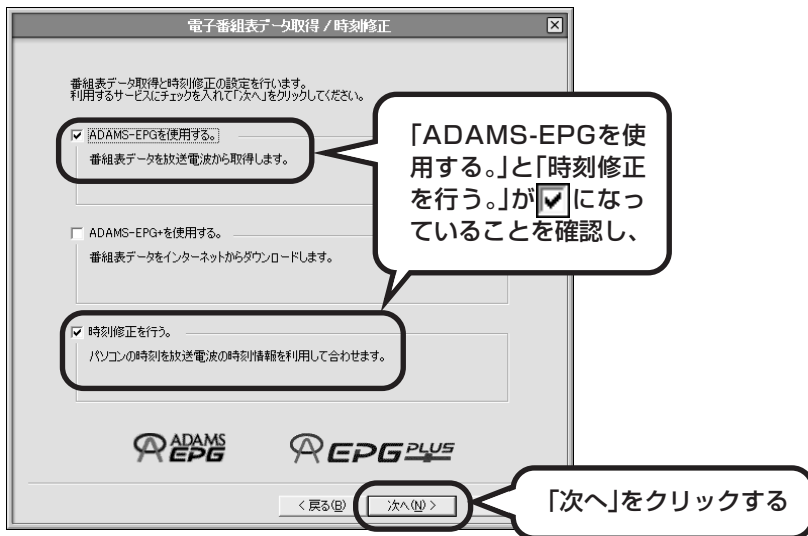 電子番組表データ取得 / 時刻修正
番組表データ取得と時刻修正の設定を行います。
利用するサービスにチェックを入れて「次へ」をクリックしてください。
ADAMS-EPGを使用する。
番組表データを放送電波から取得します。
「ADAMS-EPGを使
用する。」と「時刻修正
を行う。」が になっ
ていることを確認し、
ADAMS-EPG+を使用する。
番組表データをインターネットからダウンロードします。
時刻修正を行う。
パソコンの時刻を放送電波の時刻情報を利用して合わせます。
ADAMS
EPG
EPG PLUS
< 戻る(B)
次へ(N) >
「次へ」をクリックする